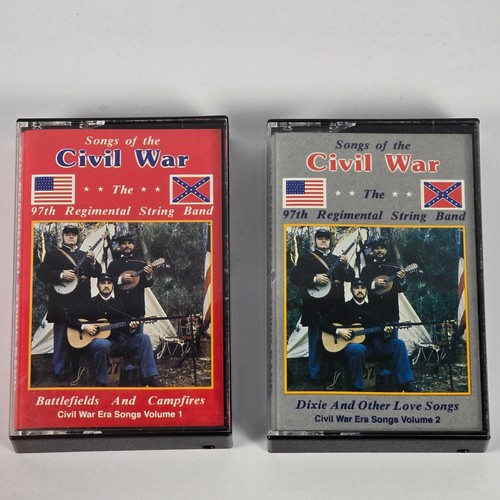 Songs of the
Civil War
The
97th Regimental String Band
Battlefields And Campfires
Civil War Era Songs Volume 1
Songs of the
Civil War
The
97th Regimental String Band
Dixie And Other Love Songs
Civil War Era Songs Volume 2